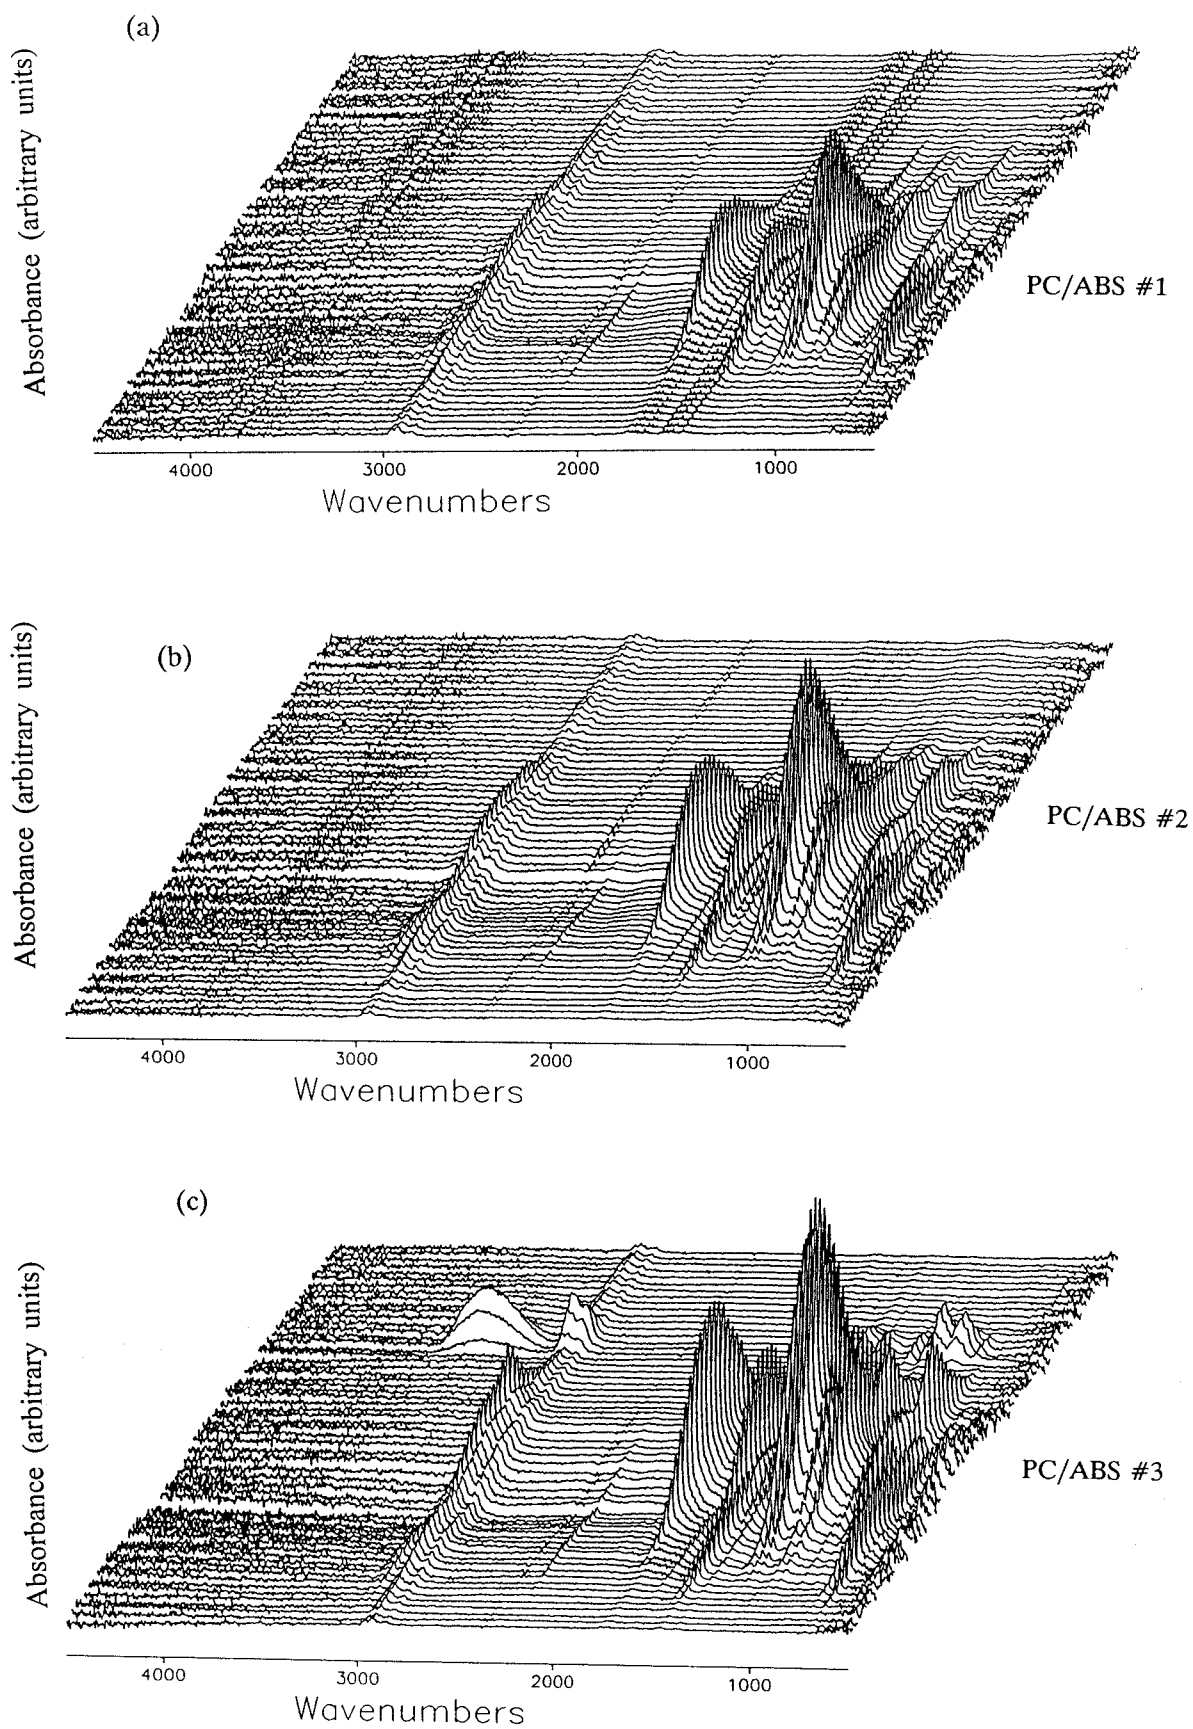 (a)
Absorbance (arbitrary units)
PC/ABS #1
4000 3000 2000 1000
Wavenumbers
(b)
Absorbance (arbitrary units)
PC/ABS #2
4000 3000 2000 1000
Wavenumbers
(c)
Absorbance (arbitrary units)
PC/ABS #3
4000 3000 2000 1000
Wavenumbers